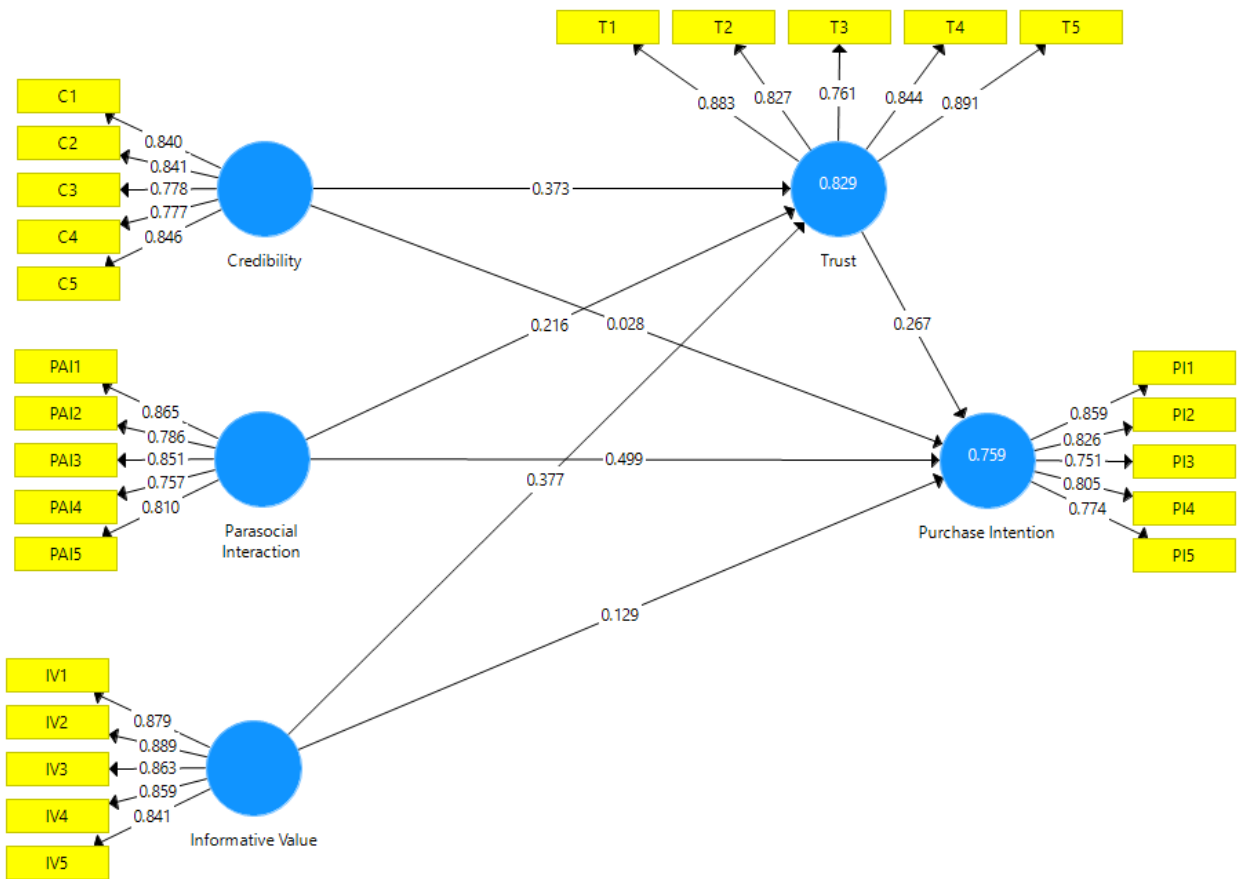 T1
T2
T3
T4
T5
0.883
0.827
0.761
0.844
0.891
C1
C2
C3
C4
C5
0.840
0.841
0.778
0.777
0.846
Credibility
0.373
0.829
Trust
0.216
0.028
0.267
PAI1
PAI2
PAI3
PAI4
PAI5
0.865
0.786
0.851
0.757
0.810
Parasocial
Interaction
0.499
0.377
0.759
Purchase Intention
PI1
PI2
PI3
PI4
PI5
0.859
0.826
0.751
0.805
0.774
0.129
IV1
IV2
IV3
IV4
IV5
0.879
0.889
0.863
0.859
0.841
Informative Value